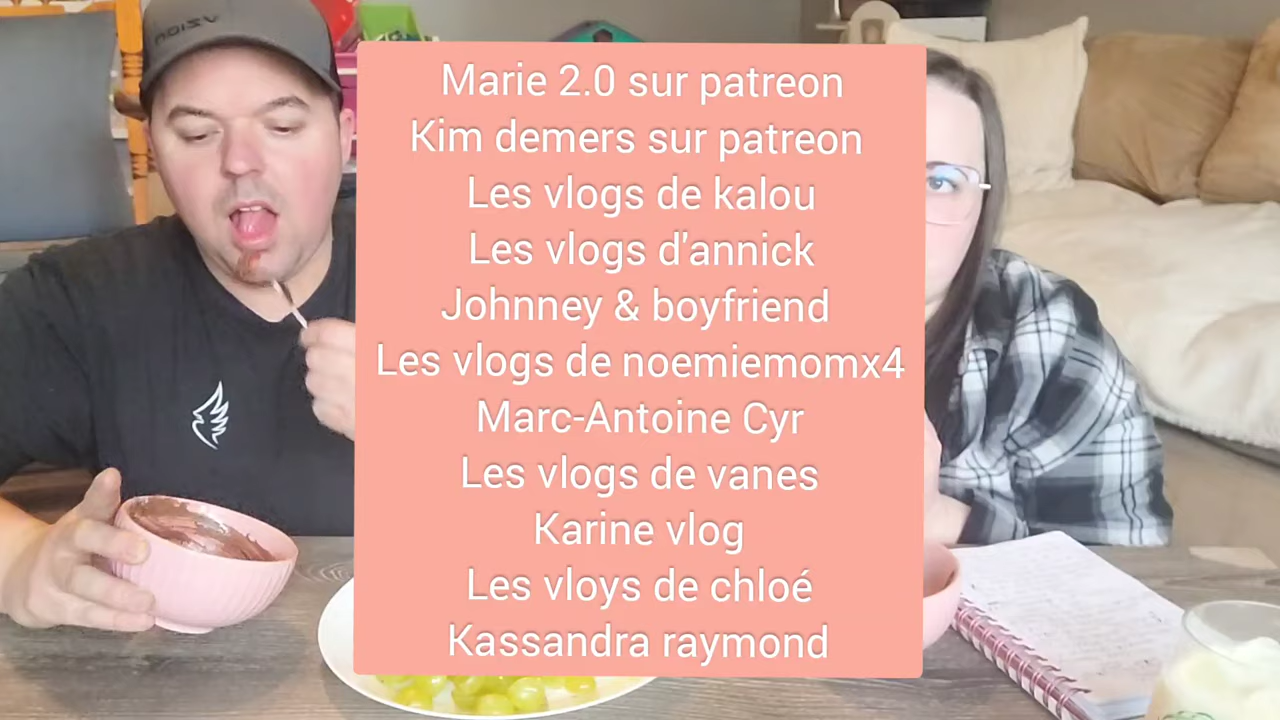 Marie 2.0 sur patreon
Kim demers sur patreon
Les vlogs de kalou
Les vlogs d'annick
Johnney & boyfriend
Les vlogs de noemiemomx4
Marc-Antoine Cyr
Les vlogs de vanes
Karine vlog
Les vloys de chloé
Kassandra raymond